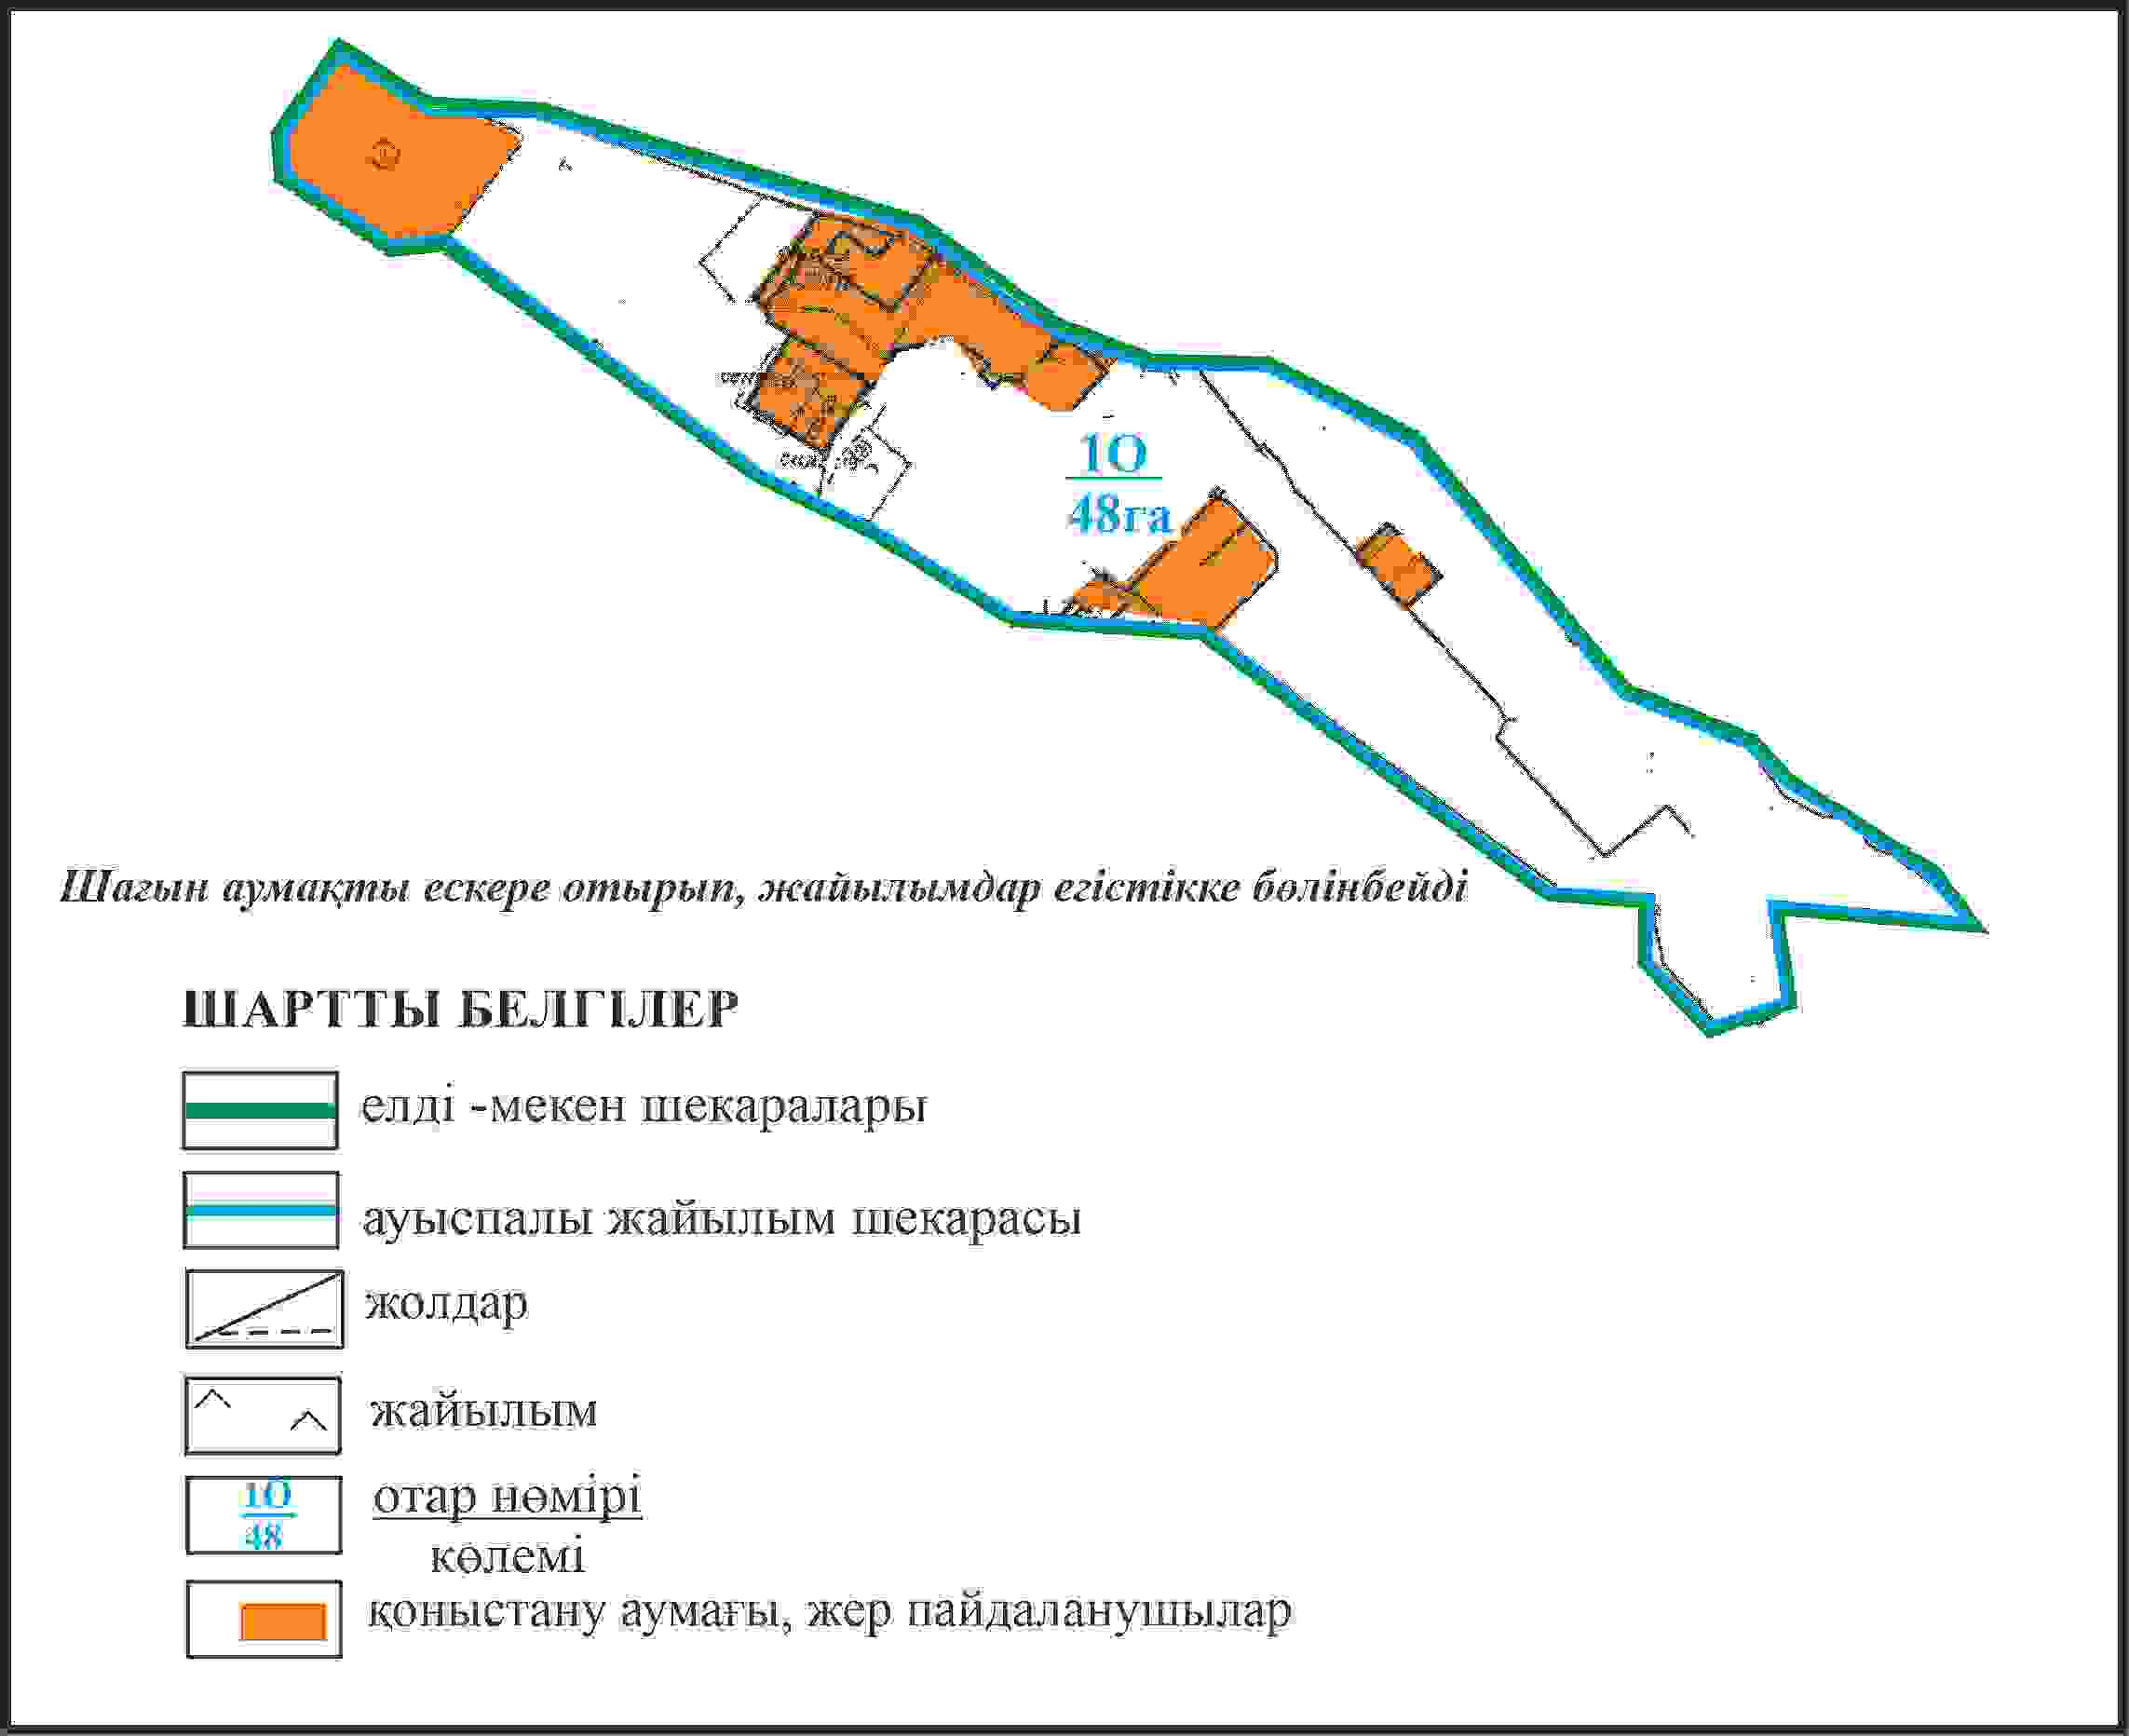 1О
48га
Шагын аумақты ескере отырып, жайылымдар егістікке бөлінбейді
ШАРТТЫ БЕЛГІЛЕР
елді -мекен шекаралары
ауыспалы жайылым шекарасы
жолдар
жайылым
1О
48
отар нөмірі
көлемі
қоныстану аумағы, жер пайдаланушылар